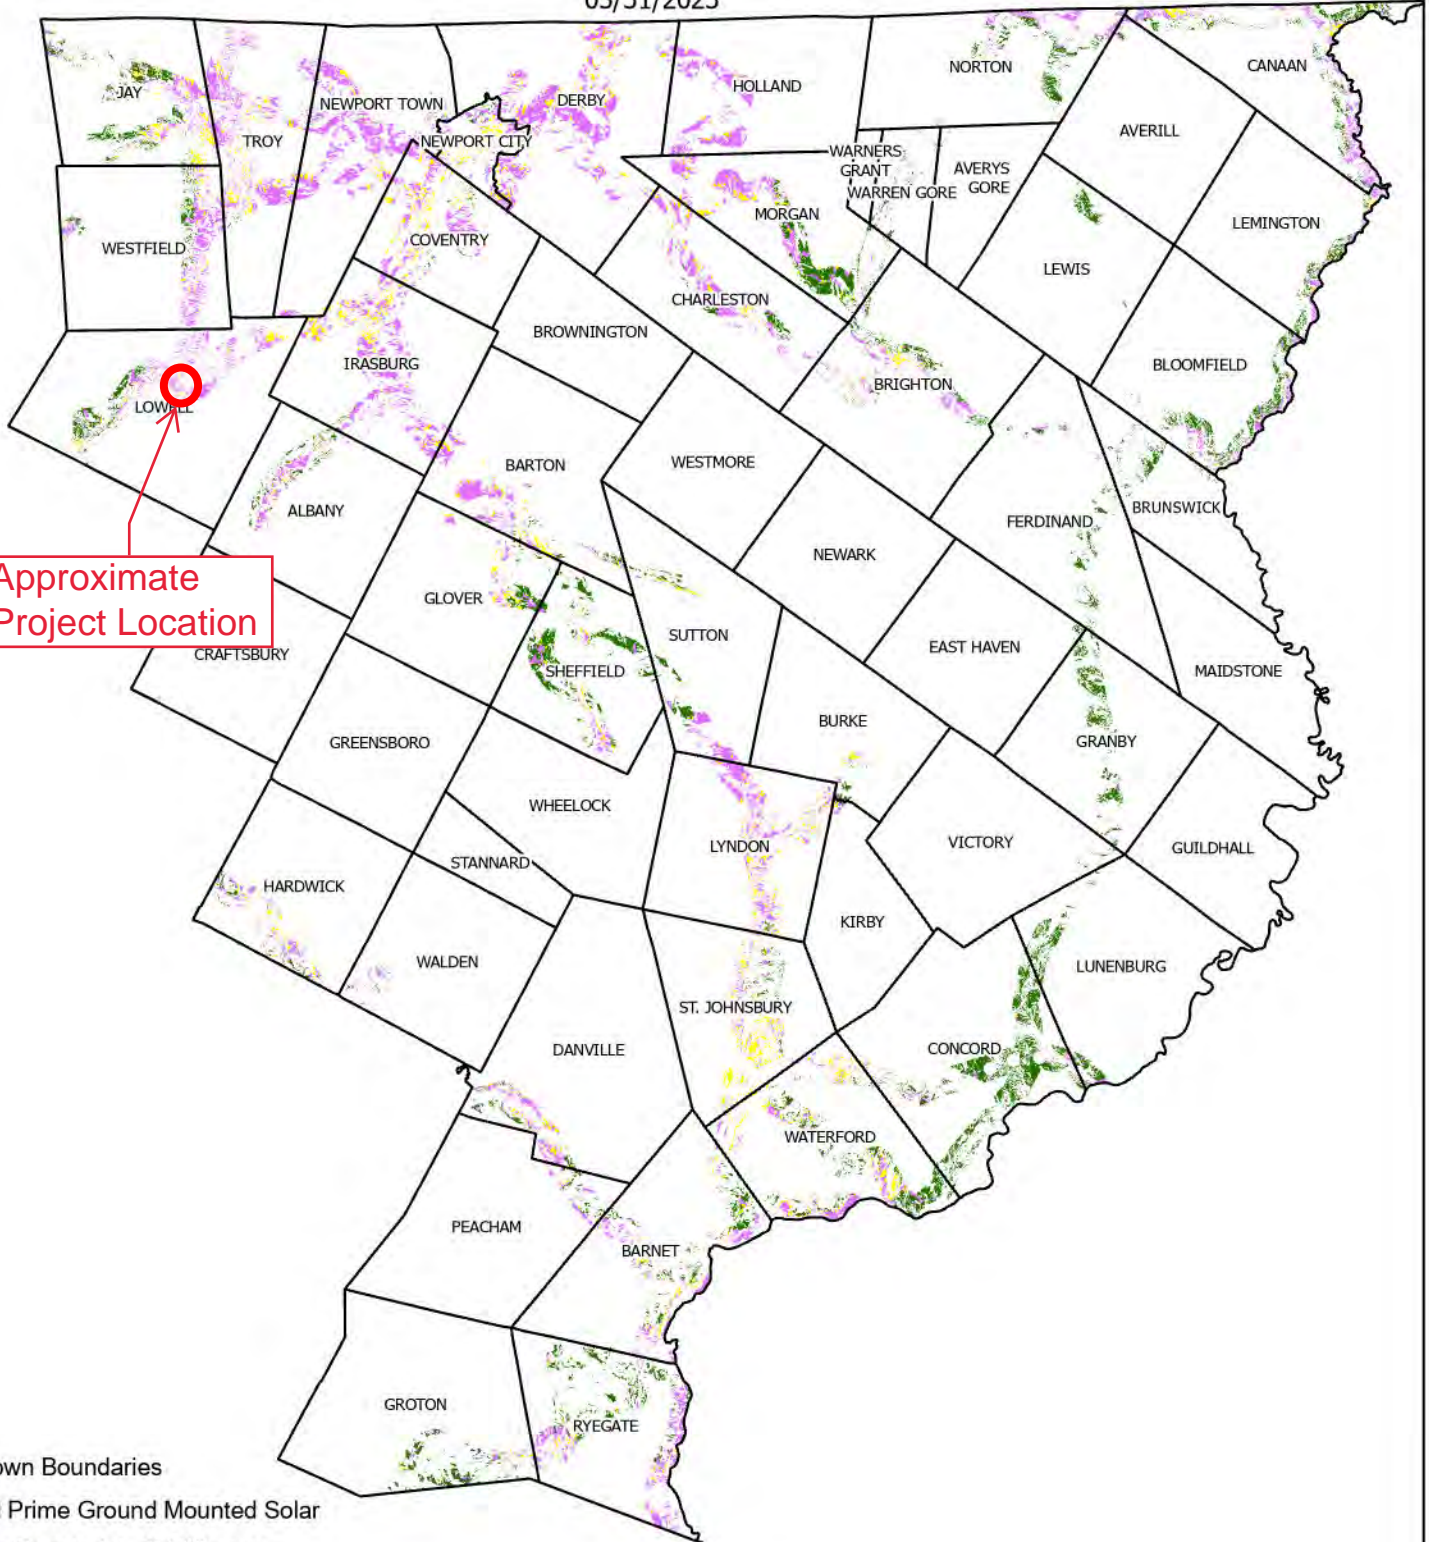 JAY
TROY
NEWPORT TOWN
NEWPORT CITY
DERBY
HOLLAND
NORTON
CANAAN
AVERILL
WARNERS
GRANT
WARREN GORE
AVERYS
GORE
LEMINGTON
WESTFIELD
COVENTRY
MORGAN
LEWIS
CHARLESTON
BROWNINGTON
IRASBURG
BRIGHTON
BLOOMFIELD
LOWELL
BARTON
WESTMORE
ALBANY
FERDINAND
BRUNSWICK
NEWARK
Approximate
Project Location
GLOVER
SUTTON
EAST HAVEN
CRAFTSBURY
SHEFFIELD
MAIDSTONE
BURKE
GREENSBORO
GRANBY
WHEELOCK
LYNDON
VICTORY
GUILDHALL
STANNARD
HARDWICK
KIRBY
WALDEN
LUNENBURG
ST. JOHNSBURY
DANVILLE
CONCORD
WATERFORD
PEACHAM
BARNET
GROTON
RYEGATE
own Boundaries
Prime Ground Mounted Solar